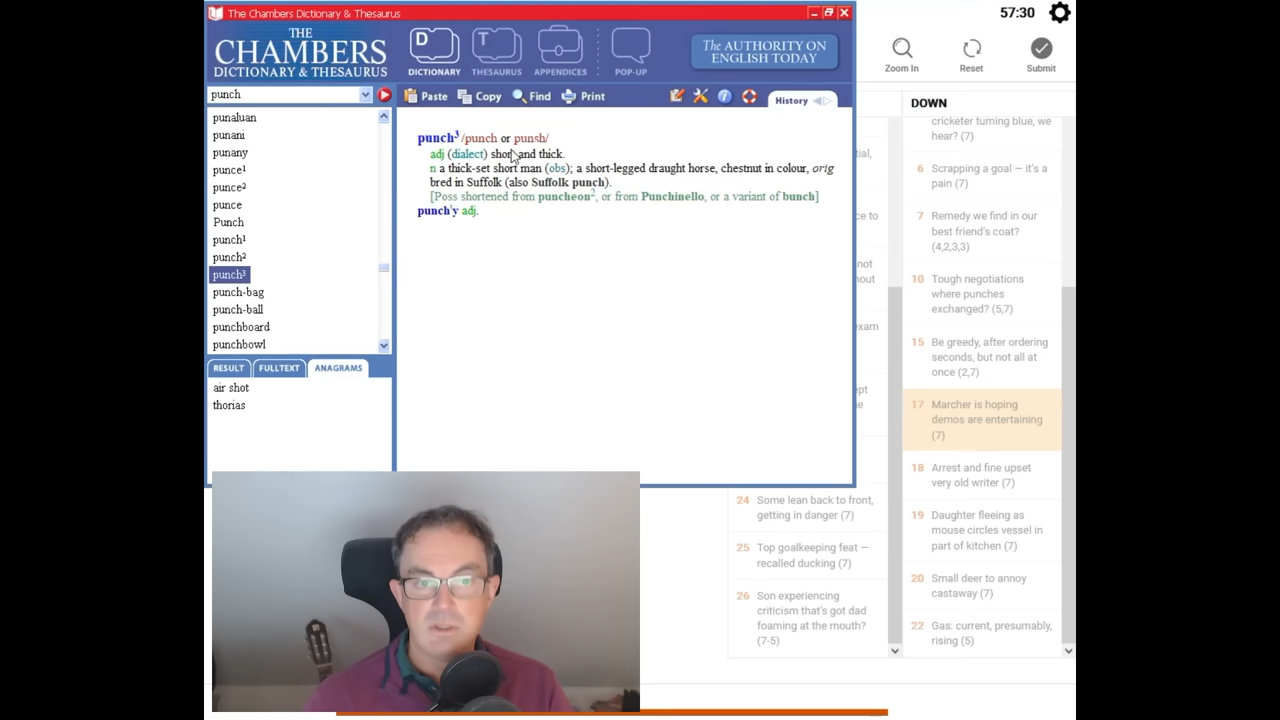 The Chambers Dictionary & Thesaurus
57:30
THE
CHAMBERS
DICTIONARY & THESAURUS
D
DICTIONARY
T
THESAURUS
APPENDICES
POP-UP
The AUTHORITY ON
ENGLISH TODAY
Zoom In
Reset
Submit
punch
Paste
Copy
Find
Print
History
punaluan
punani
punany
punce¹
punce²
punce
Punch
punch¹
punch²
punch³
punch-bag
punch-ball
punchboard
punchbowl
RESULT
FULLTEXT
ANAGRAMS
air shot
thorias
punch³ /punch or punsh/
adj (dialect) short and thick.
n a thick-set short man (obs); a short-legged draught horse, chestnut in colour, orig
bred in Suffolk (also Suffolk punch).
[Poss shortened from puncheon², or from Punchinello, or a variant of bunch]
punch'y adj.
tial,
ce to
not
hout
exam
ept
e
24 Some lean back to front,
getting in danger (7)
25 Top goalkeeping feat —
recalled ducking (7)
26 Son experiencing
criticism that's got dad
foaming at the mouth?
(7-5)
DOWN
cricketer turning blue, we
hear? (7)
6 Scrapping a goal — it's a
pain (7)
7 Remedy we find in our
best friend's coat?
(4,2,3,3)
10 Tough negotiations
where punches
exchanged? (5,7)
15 Be greedy, after ordering
seconds, but not all at
once (2,7)
17 Marcher is hoping
demos are entertaining
(7)
18 Arrest and fine upset
very old writer (7)
19 Daughter fleeing as
mouse circles vessel in
part of kitchen (7)
20 Small deer to annoy
castaway (7)
22 Gas: current, presumably,
rising (5)